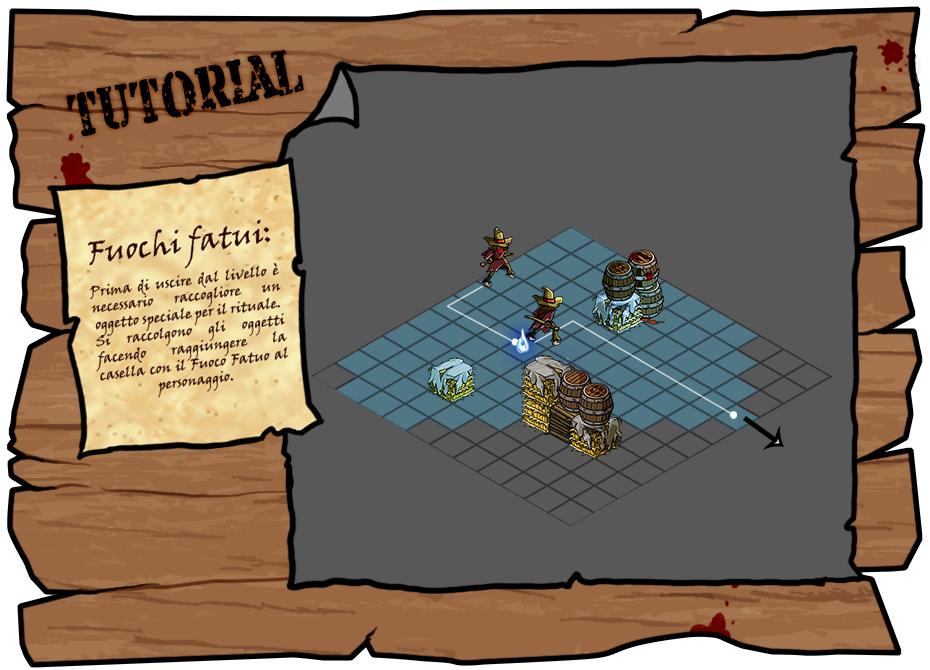 TUTORIAL
Fuochi fatui:
Prima di uscire dal livello è
necessario raccogliere un
oggetto speciale per il rituale.
Si raccolgono gli oggetti
facendo raggiungere la
casella con il Fuoco Fatuo al
personaggio.